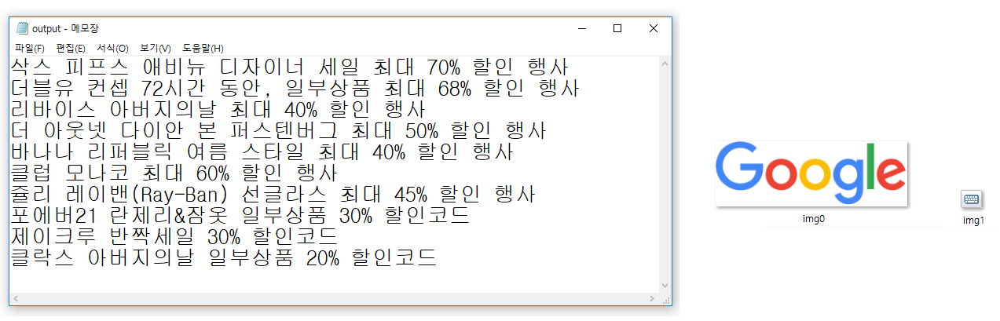 output - 메모장
파일(F) 편집(E) 서식(O) 보기(V) 도움말(H)
삭스 피프스 애비뉴 디자이너 세일 최대 70% 할인 행사
더블유 컨셉 72시간 동안, 일부상품 최대 68% 할인 행사
리바이스 아버지의날 최대 40% 할인 행사
더 아웃넷 다이안 본 퍼스텐버그 최대 50% 할인 행사
바나나 리퍼블릭 여름 스타일 최대 40% 할인 행사
클럽 모나코 최대 60% 할인 행사
쥴리 레이밴(Ray-Ban) 선글라스 최대 45% 할인 행사
포에버21 란제리&잠옷 일부상품 30% 할인코드
제이크루 반짝세일 30% 할인코드
클락스 아버지의날 일부상품 20% 할인코드
Google
img0
img1